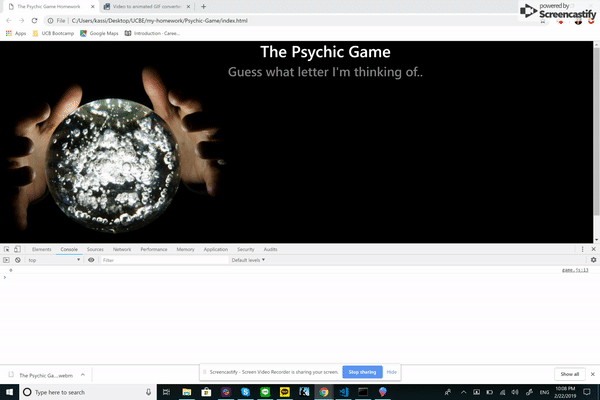 The Psychic Game Homework
Video to animated GIF converter
powered by
Screencastify
File
C:/Users/kassi/Desktop/UCBE/my-homework/Psychic-Game/index.html
Apps
UCB Bootcamp
Google Maps
Introduction · Caree...
The Psychic Game
Guess what letter I'm thinking of..
Elements
Console
Sources
Network
Performance
Memory
Application
Security
Audits
top
Filter
Default levels
game.js:13
Screencastify - Screen Video Recorder is sharing your screen.
Stop sharing
Hide
The Psychic Ga....webm
Show all
Type here to search
ENG
10:08 PM
2/22/2019